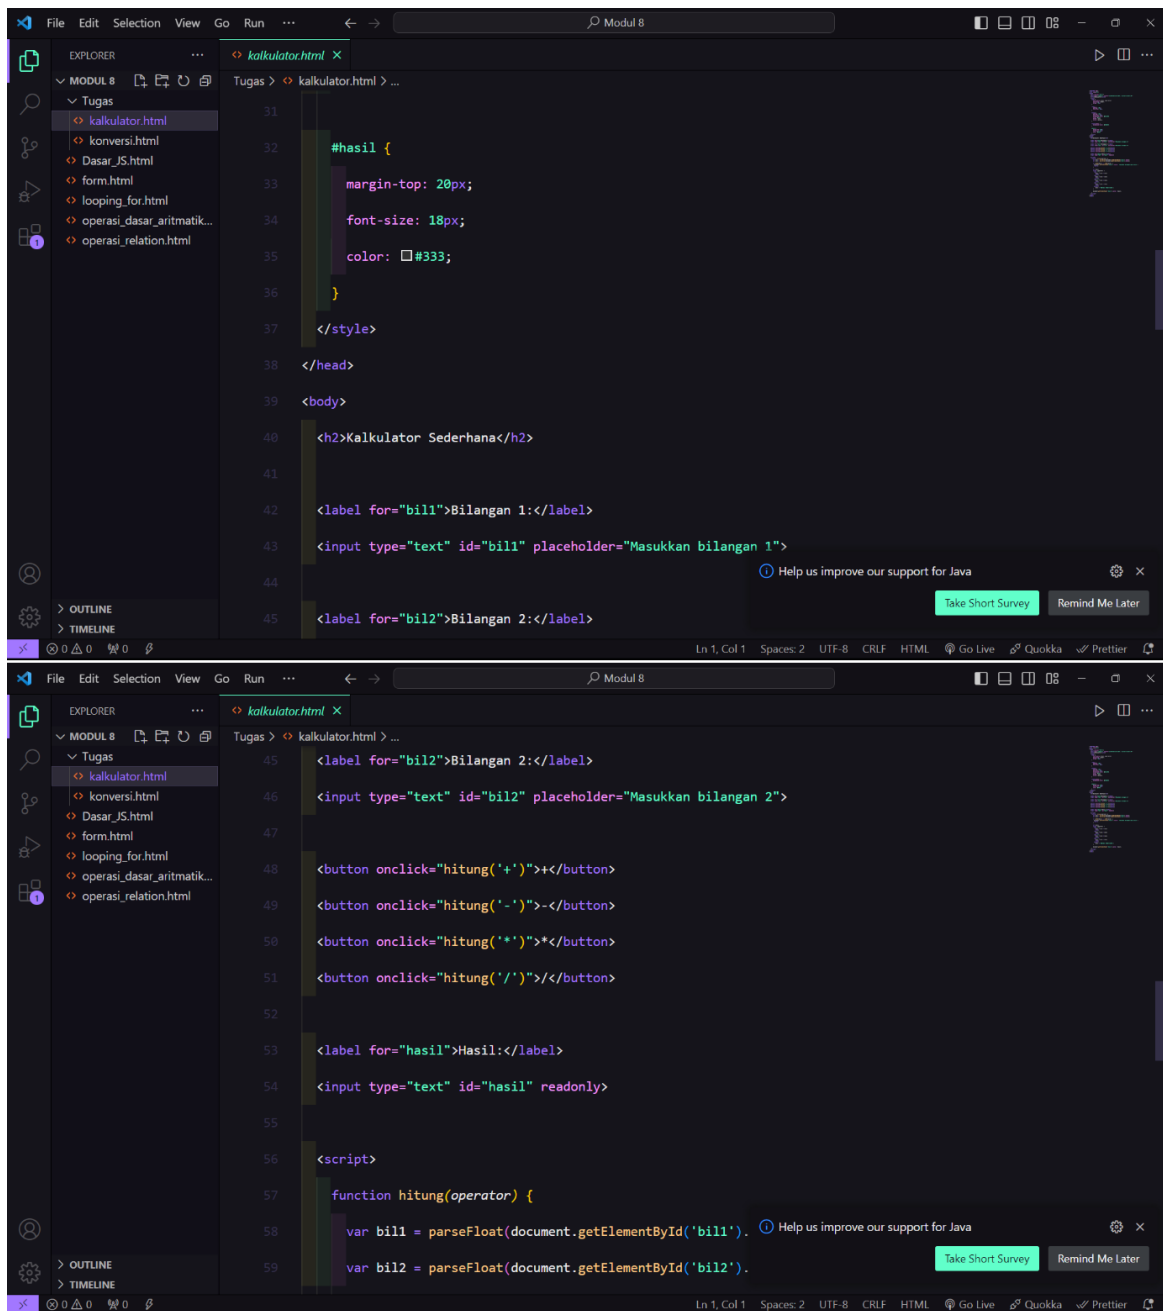 File Edit Selection View Go Run ··· Modul 8
EXPLORER ···
MODUL 8
Tugas
kalkulator.html
konversi.html
Dasar_JS.html
form.html
looping_for.html
operasi_dasar_aritmatik...
operasi_relation.html
OUTLINE
TIMELINE
kalkulator.html
Tugas > kalkulator.html > ...
31
32 #hasil {
33 margin-top: 20px;
34 font-size: 18px;
35 color: #333;
36 }
37 </style>
38 </head>
39 <body>
40 <h2>Kalkulator Sederhana</h2>
41
42 <label for="bil1">Bilangan 1:</label>
43 <input type="text" id="bil1" placeholder="Masukkan bilangan 1">
44
45 <label for="bil2">Bilangan 2:</label>
Help us improve our support for Java
Take Short Survey Remind Me Later
1
0 0 0 Ln 1, Col 1 Spaces: 2 UTF-8 CRLF HTML Go Live Quokka Prettier
File Edit Selection View Go Run ··· Modul 8
EXPLORER ···
MODUL 8
Tugas
kalkulator.html
konversi.html
Dasar_JS.html
form.html
looping_for.html
operasi_dasar_aritmatik...
operasi_relation.html
OUTLINE
TIMELINE
kalkulator.html
Tugas > kalkulator.html > ...
45 <label for="bil2">Bilangan 2:</label>
46 <input type="text" id="bil2" placeholder="Masukkan bilangan 2">
47
48 <button onclick="hitung('+')">+</button>
49 <button onclick="hitung('-')">-</button>
50 <button onclick="hitung('*')">*</button>
51 <button onclick="hitung('/')">/</button>
52
53 <label for="hasil">Hasil:</label>
54 <input type="text" id="hasil" readonly>
55
56 <script>
57 function hitung(operator) {
58 var bil1 = parseFloat(document.getElementById('bil1').
59 var bil2 = parseFloat(document.getElementById('bil2').
Help us improve our support for Java
Take Short Survey Remind Me Later
1
0 0 0 Ln 1, Col 1 Spaces: 2 UTF-8 CRLF HTML Go Live Quokka Prettier